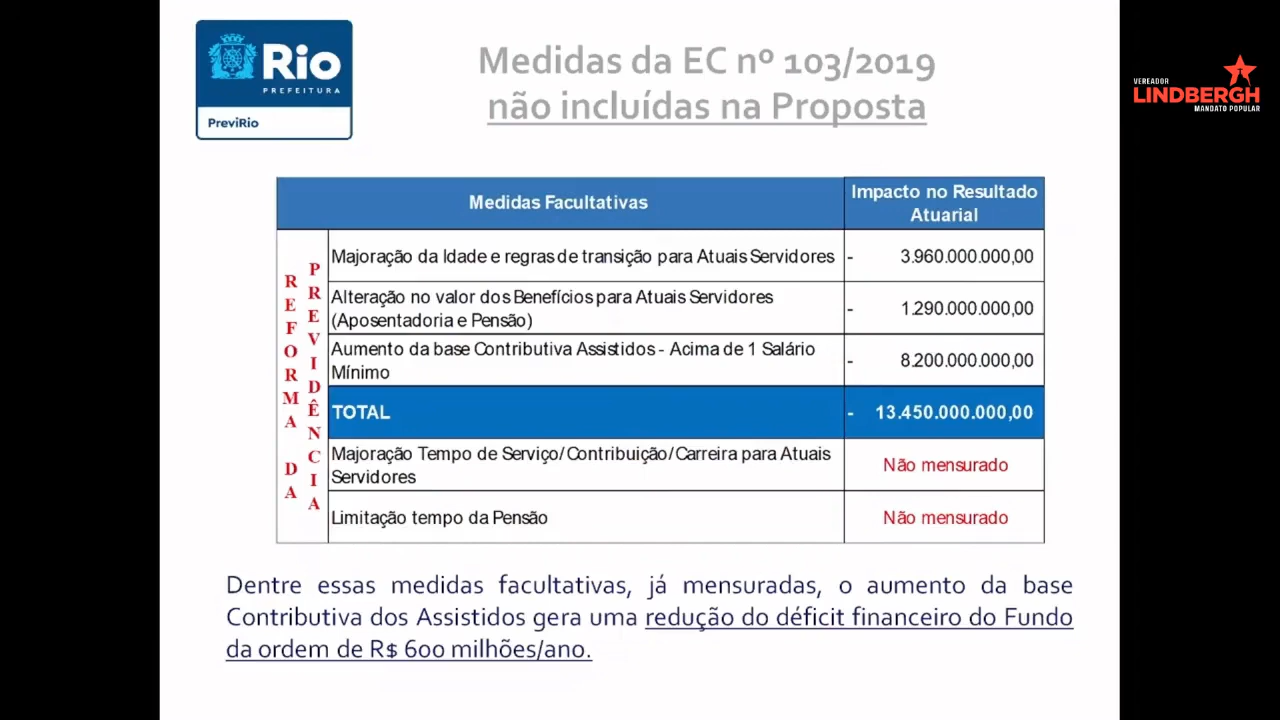 Rio
PREFEITURA
PreviRio
Medidas da EC nº 103/2019
não incluídas na Proposta
VEREADOR
LINDBERGH
MANDATO POPULAR
Medidas Facultativas
Impacto no Resultado
Atuarial
REFORMA DA
PREVIDÊNCIA
Majoração da Idade e regras de transição para Atuais Servidores
- 3.960.000.000,00
Alteração no valor dos Benefícios para Atuais Servidores
(Aposentadoria e Pensão)
- 1.290.000.000,00
Aumento da base Contributiva Assistidos - Acima de 1 Salário
Mínimo
- 8.200.000.000,00
TOTAL
- 13.450.000.000,00
Majoração Tempo de Serviço/Contribuição/Carreira para Atuais
Servidores
Não mensurado
Limitação tempo da Pensão
Não mensurado
Dentre essas medidas facultativas, já mensuradas, o aumento da base
Contributiva dos Assistidos gera uma redução do déficit financeiro do Fundo
da ordem de R$ 600 milhões/ano.